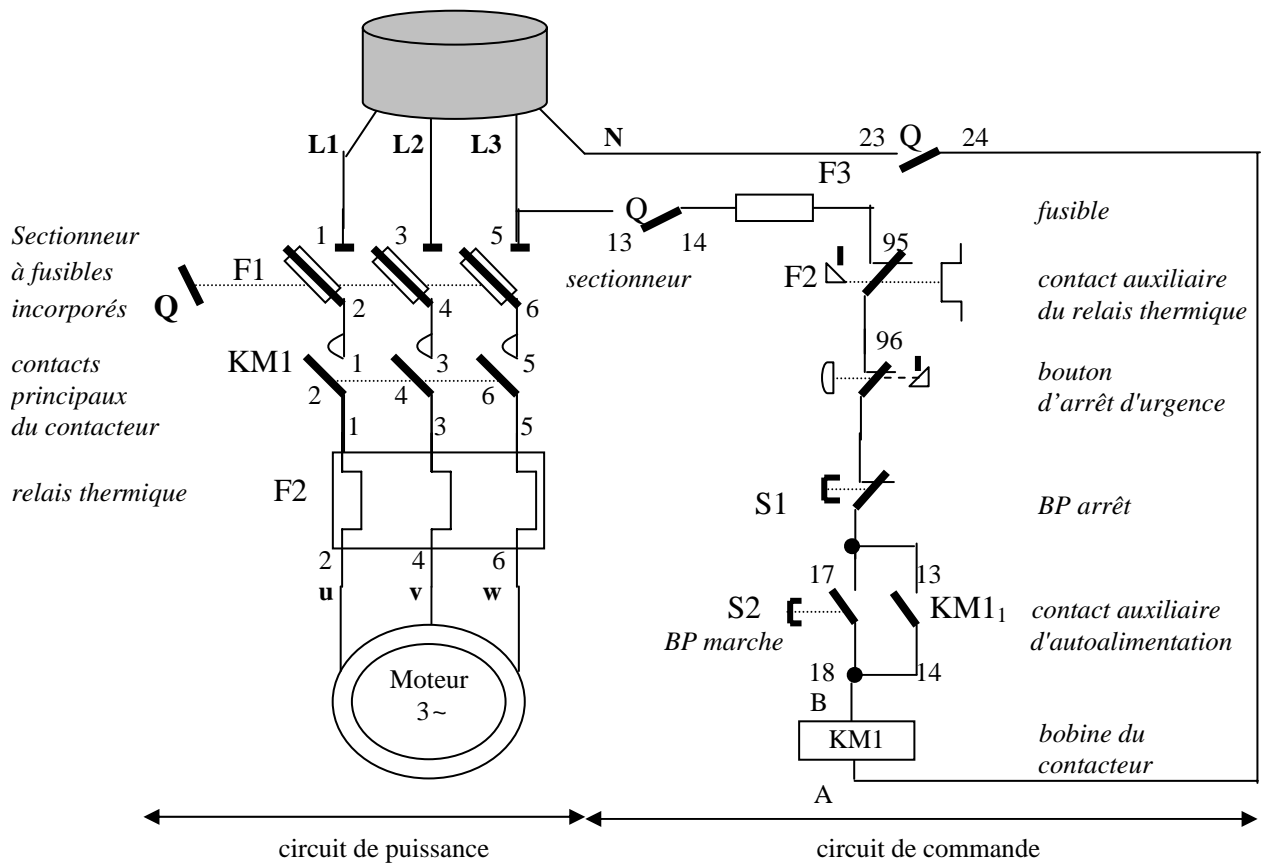 L1 L2 L3 N 23 Q 24
F3
Sectionneur
à fusibles
incorporés
Q
F1
1 3 5
2 4 6
Q
13 14
sectionneur
fusible
95
F2
contact auxiliaire
du relais thermique
96
contacts
principaux
du contacteur
KM1
1 3 5
2 4 6
1 3 5
bouton
d’arrêt d'urgence
relais thermique
F2
S1
BP arrêt
2 4 6
u v w
17 13
S2
KM1₁
BP marche
contact auxiliaire
d'autoalimentation
18 14
Moteur
3~
B
KM1
A
bobine du
contacteur
circuit de puissance
circuit de commande